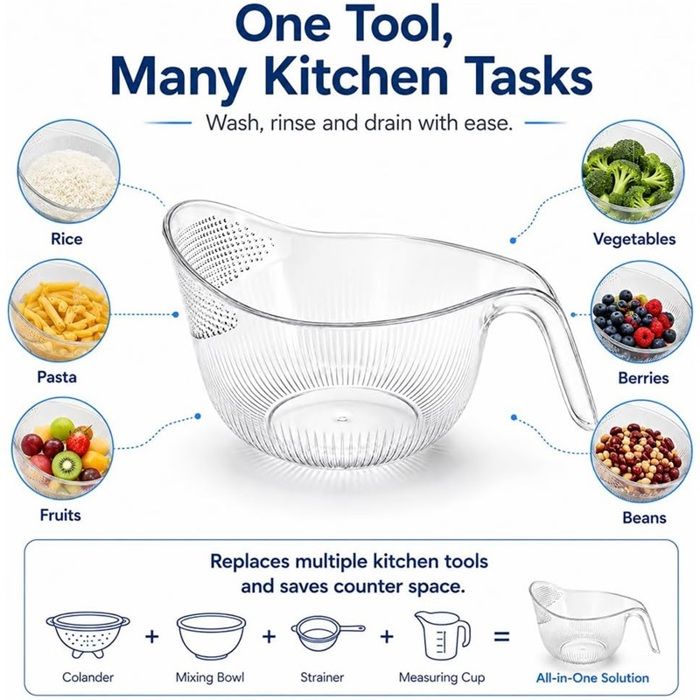 One Tool,
Many Kitchen Tasks
Wash, rinse and drain with ease.
Rice
Vegetables
Pasta
Berries
Fruits
Beans
Replaces multiple kitchen tools
and saves counter space.
Colander + Mixing Bowl + Strainer + Measuring Cup = All-in-One Solution